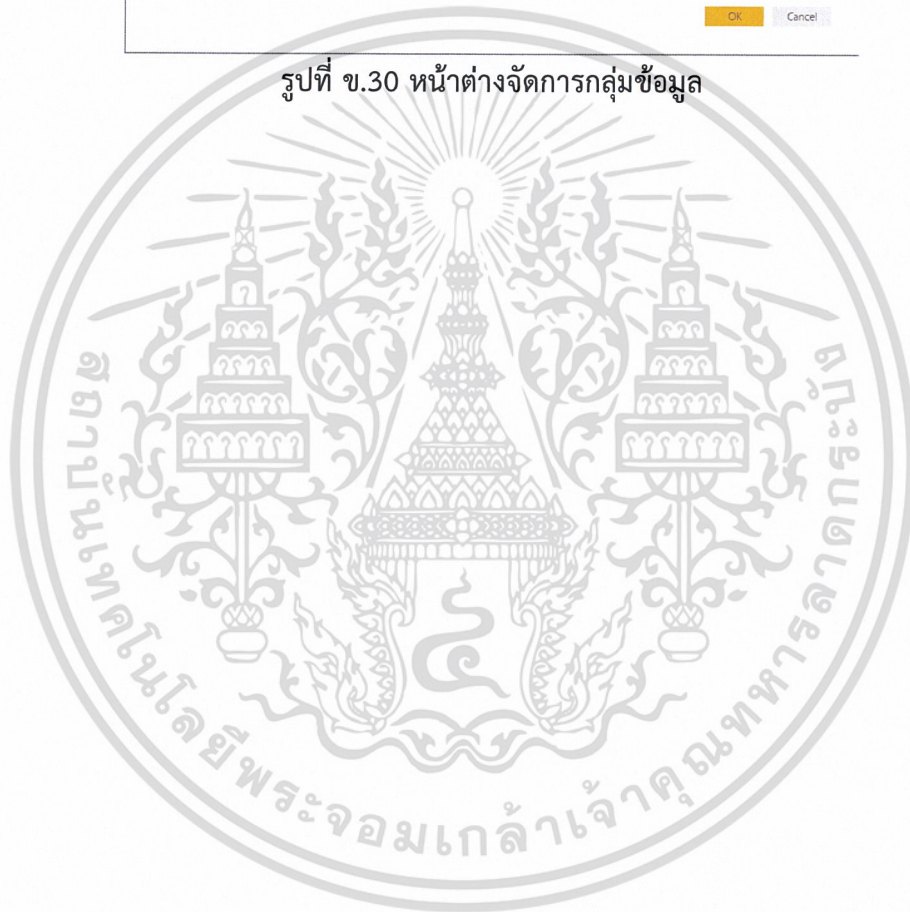 OK Cancel
รูปที่ ข.30 หน้าต่างจัดการกลุ่มข้อมูล
๔
สถาบันเทคโนโลยีพระจอมเกล้าเจ้าคุณทหารลาดกระบัง